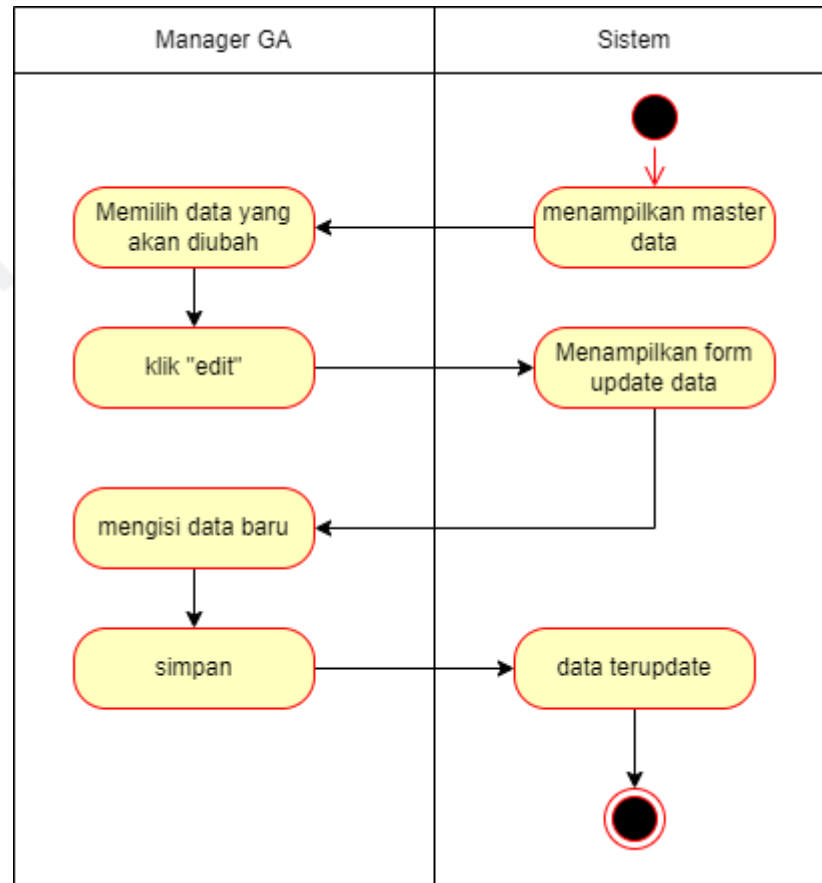 Manager GA
Sistem
menampilkan master
data
Memilih data yang
akan diubah
klik "edit"
Menampilkan form
update data
mengisi data baru
simpan
data terupdate